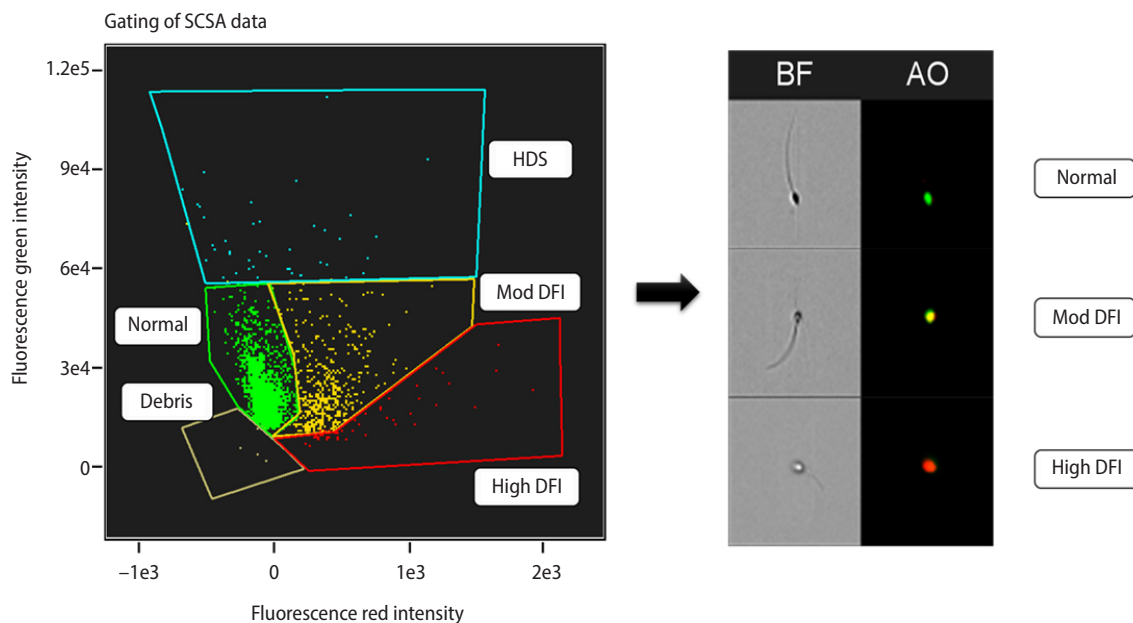 Gating of SCSA data
Fluorescence green intensity
1.2e5
9e4
6e4
3e4
0
HDS
Mod DFI
Normal
Debris
High DFI
−1e3
0
1e3
2e3
Fluorescence red intensity
BF
AO
Normal
Mod DFI
High DFI